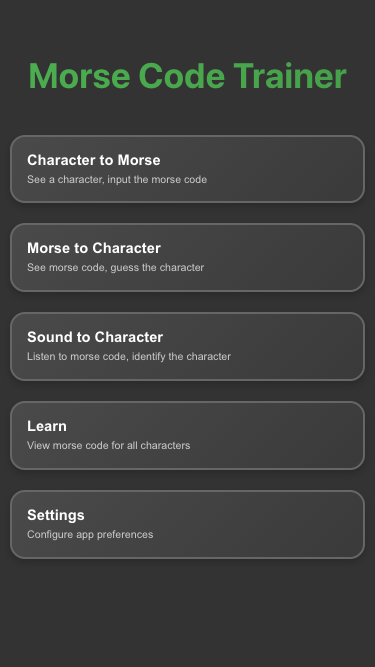 Morse Code Trainer
Character to Morse
See a character, input the morse code
Morse to Character
See morse code, guess the character
Sound to Character
Listen to morse code, identify the character
Learn
View morse code for all characters
Settings
Configure app preferences